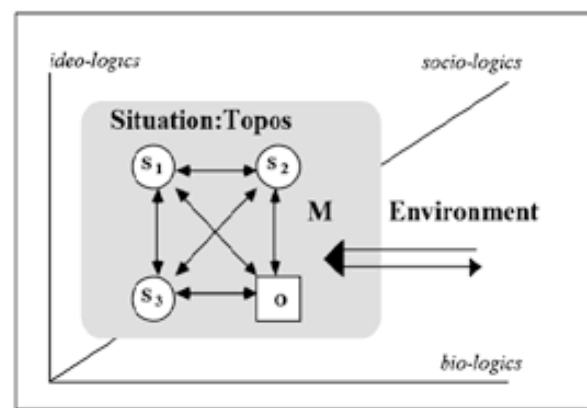 ideo-logics
socio-logics
Situation:Topos
S1
S2
M
Environment
S3
O
bio-logics